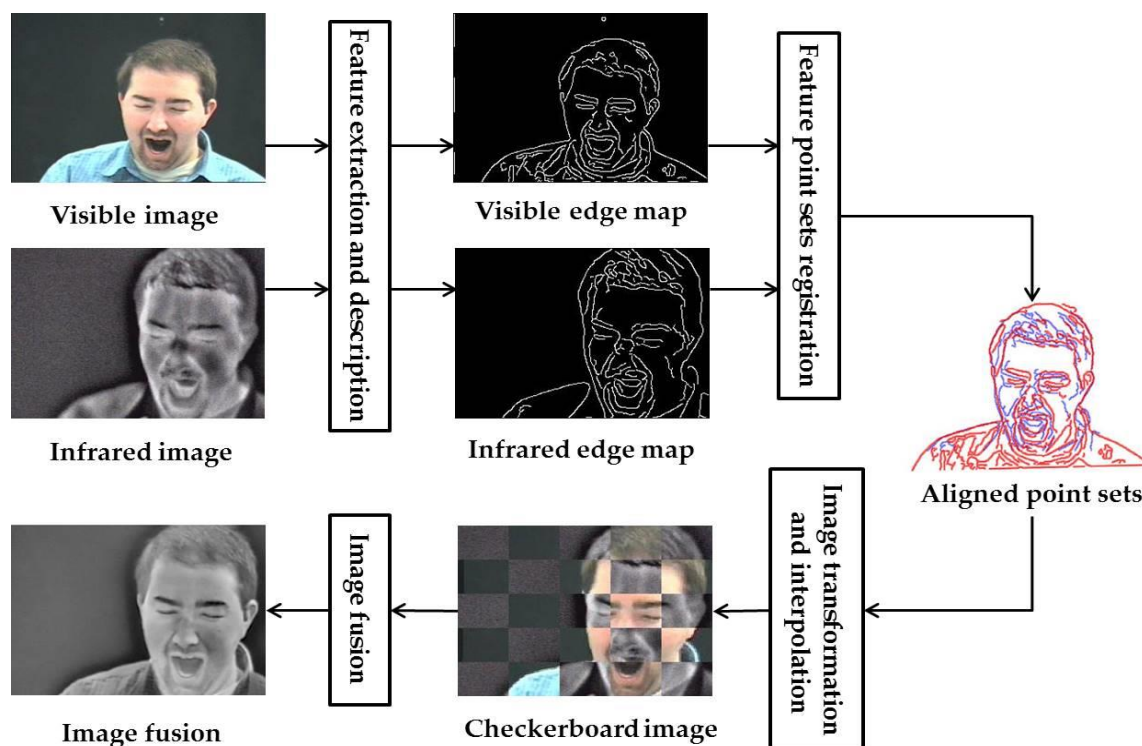 Visible image
Feature extraction and description
Visible edge map
Feature point sets registration
Infrared image
Infrared edge map
Aligned point sets
Image transformation
and interpolation
Checkerboard image
Image fusion
Image fusion